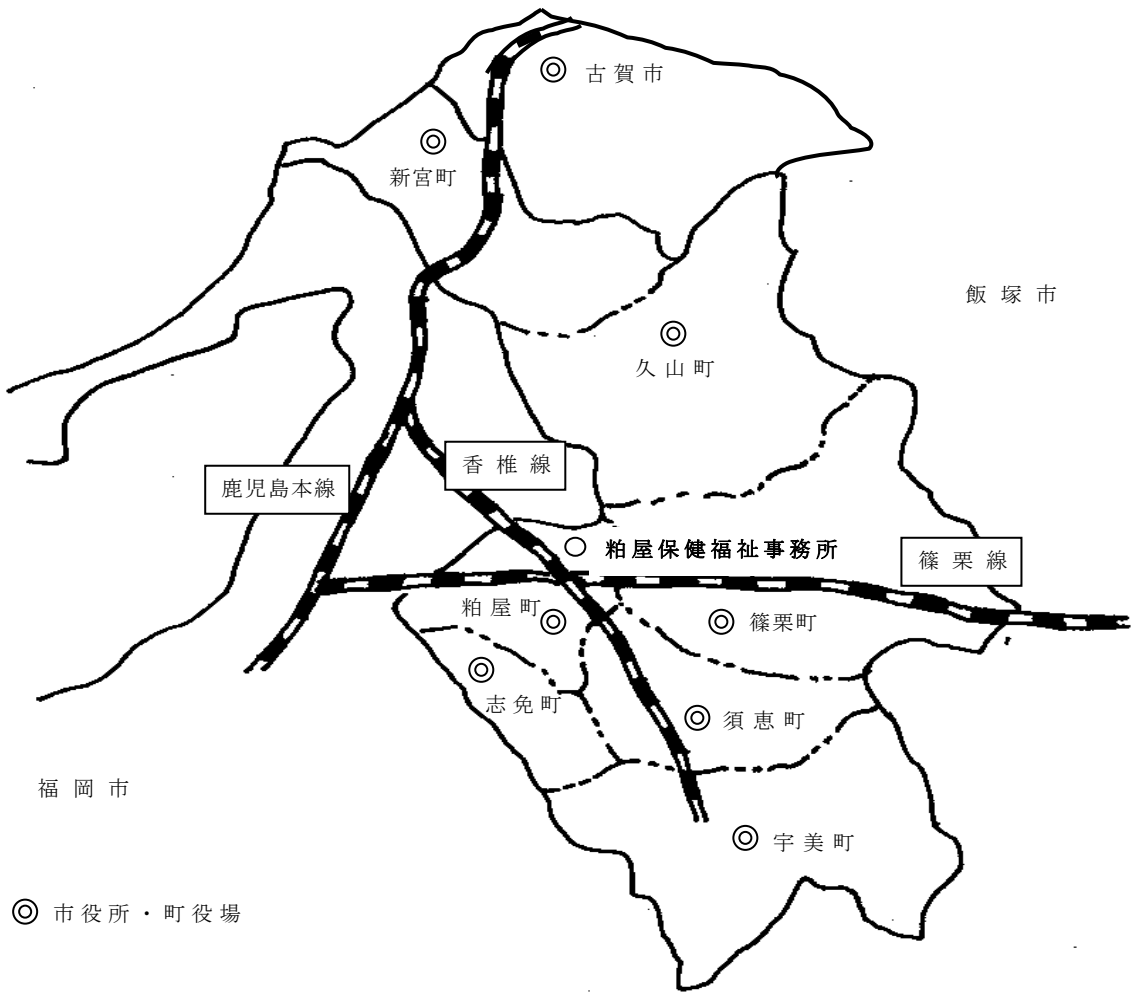 古賀市
新宮町
飯塚市
久山町
香椎線
鹿児島本線
粕屋保健福祉事務所
篠栗線
粕屋町
篠栗町
志免町
須恵町
福岡市
宇美町
◎ 市役所・町役場